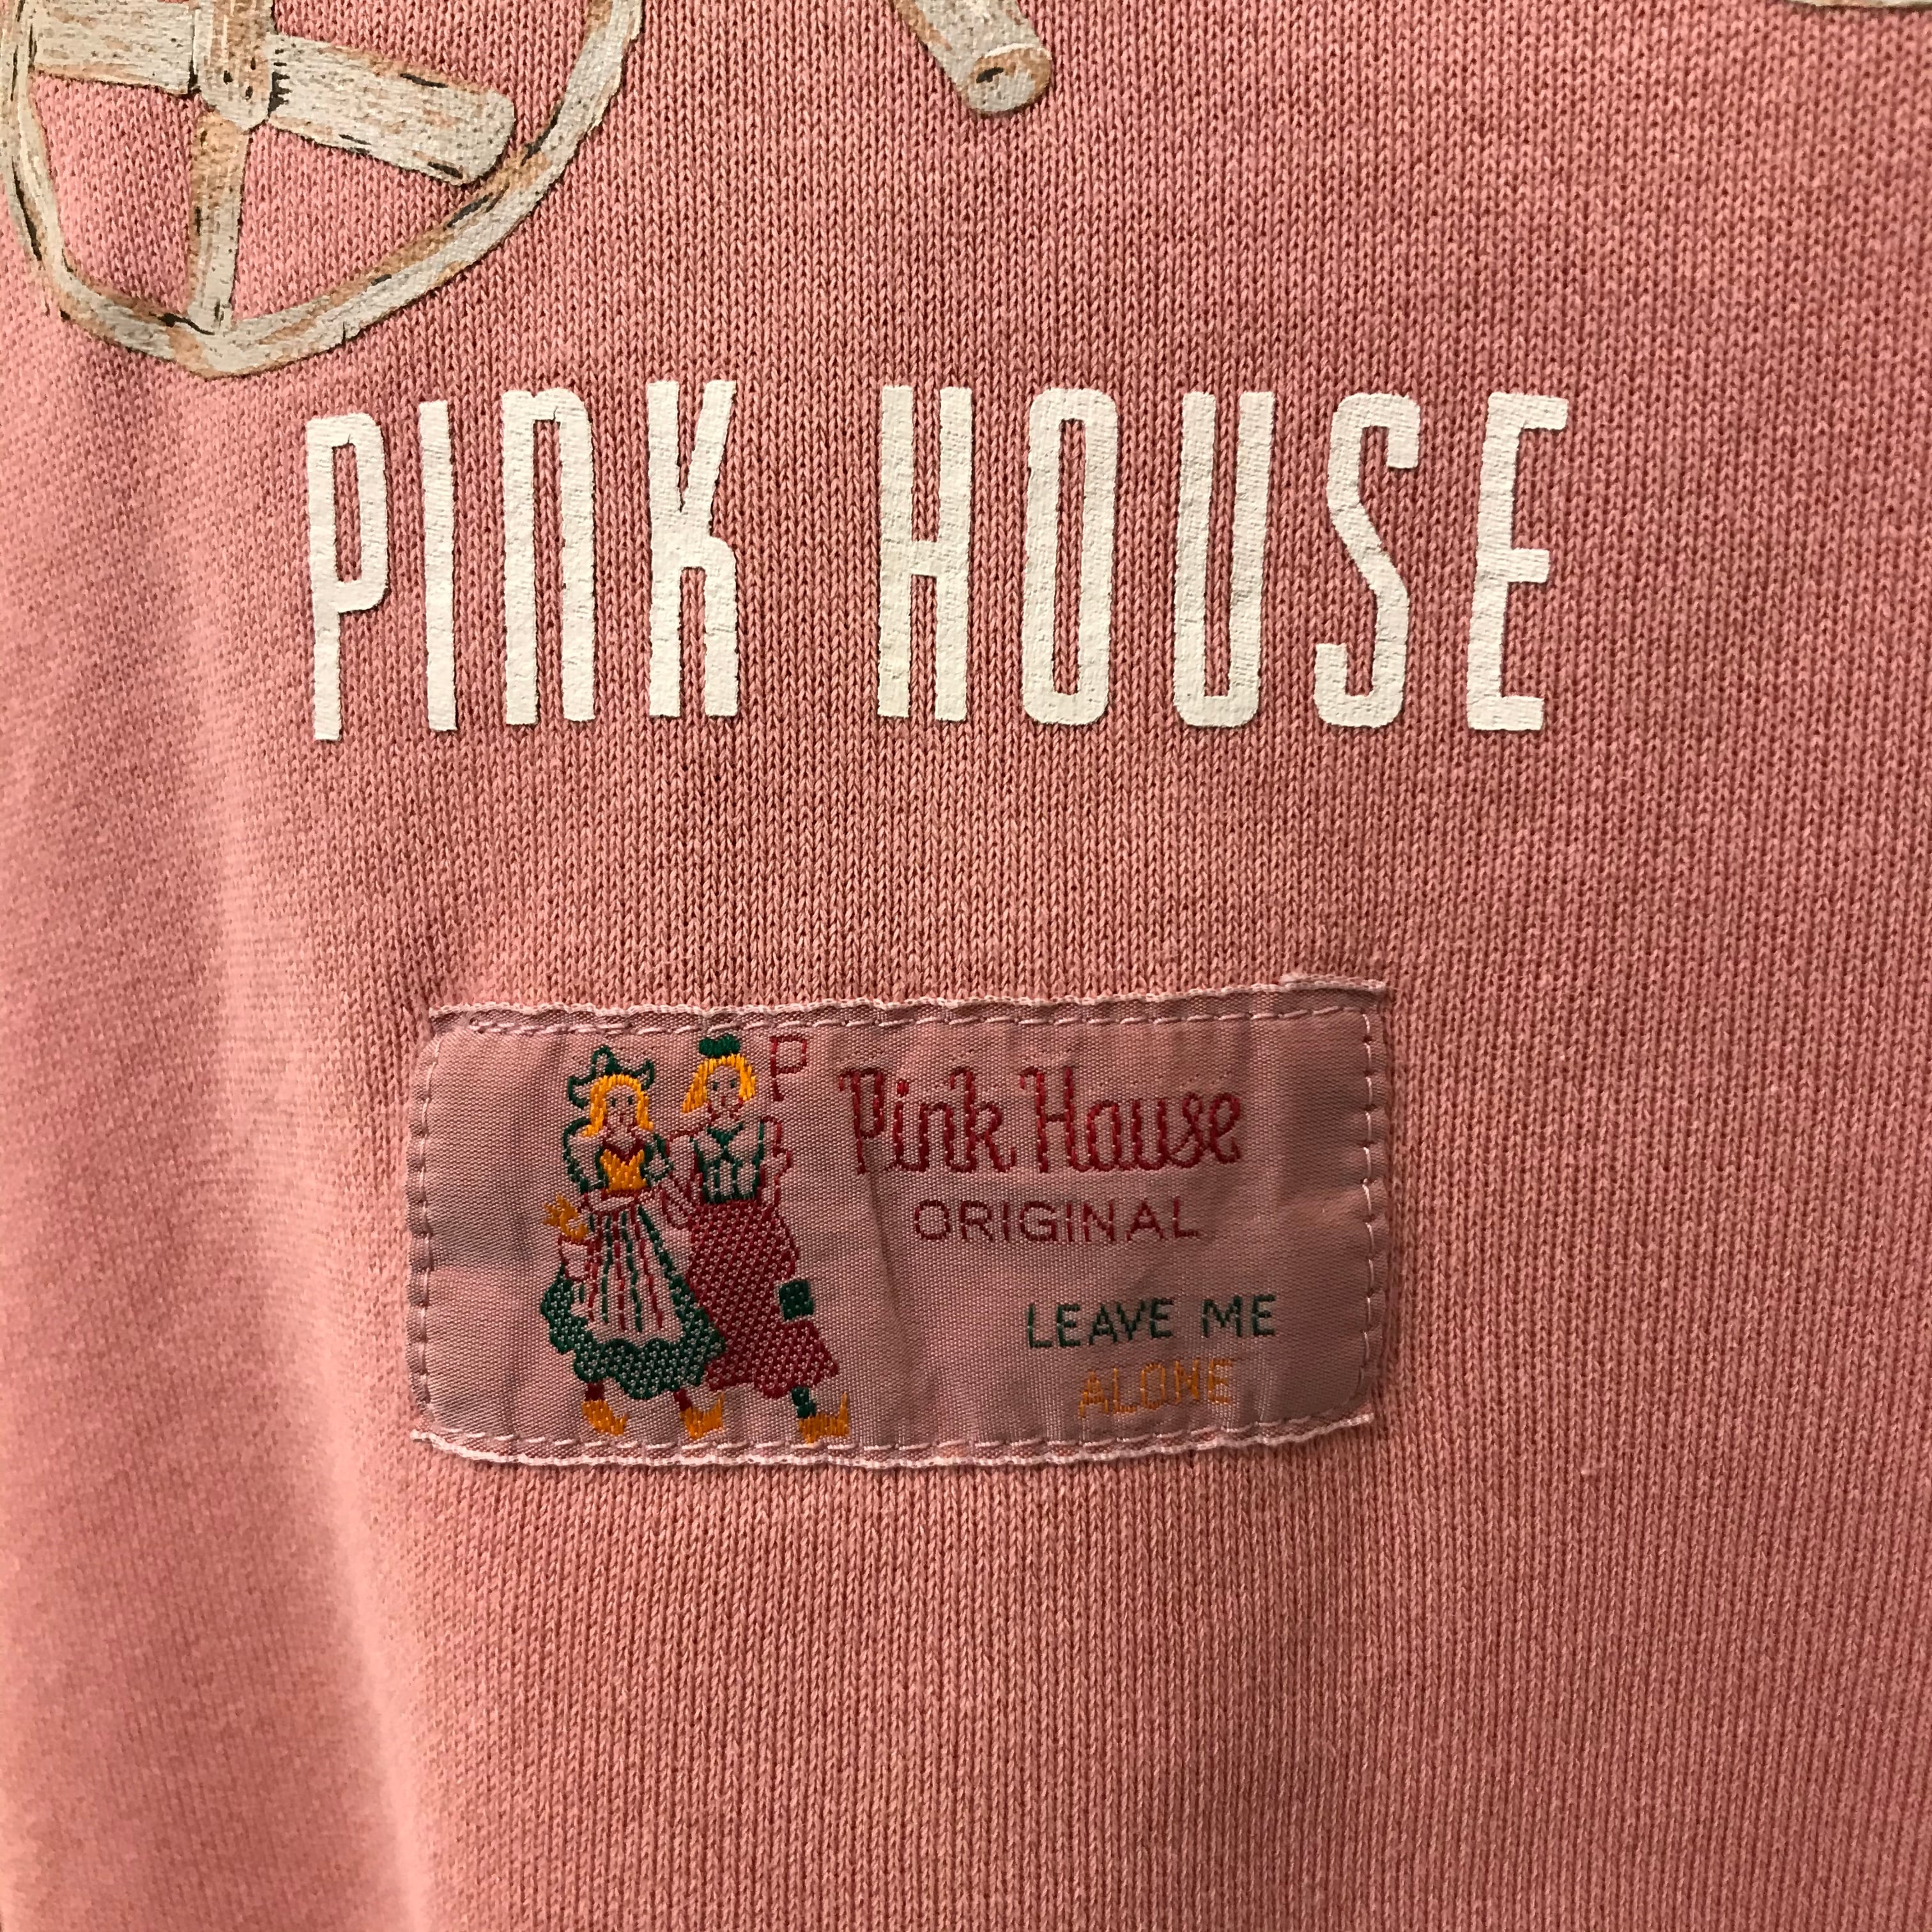 PINK HOUSE
P
Pink House
ORIGINAL
LEAVE ME
ALONE